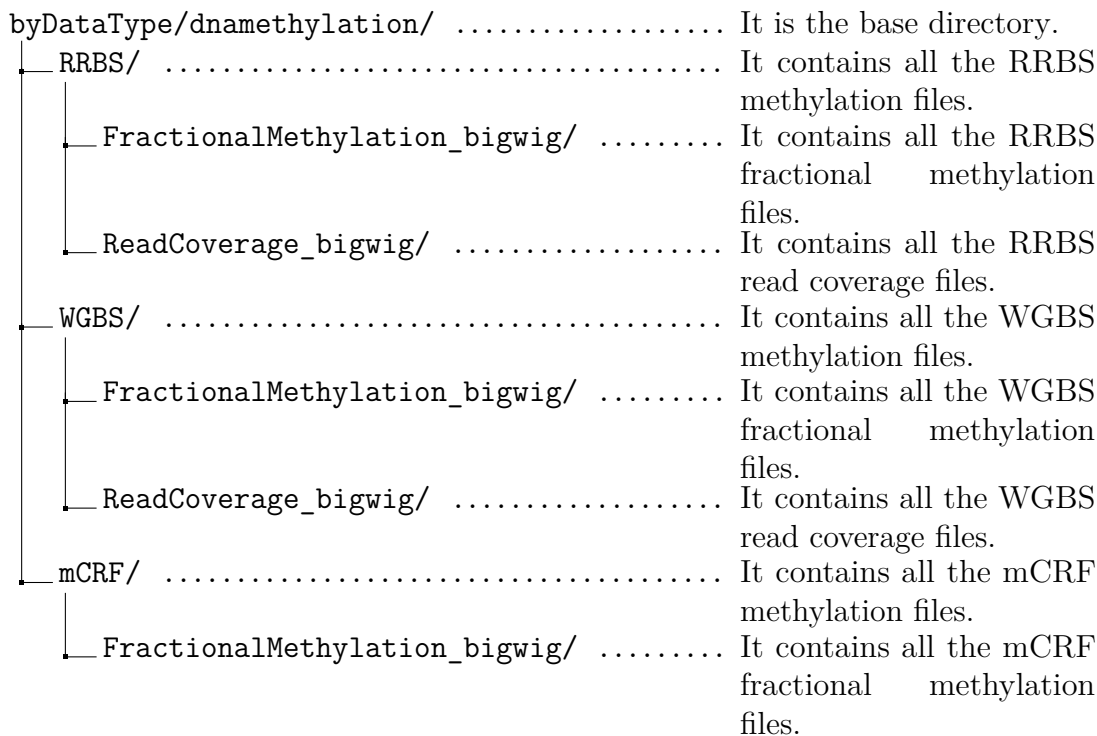 byDataType/dnamethylation/ ................... It is the base directory.
RRBS/ ....................................... It contains all the RRBS
methylation files.
FractionalMethylation_bigwig/ ......... It contains all the RRBS
fractional methylation
files.
ReadCoverage_bigwig/ ................... It contains all the RRBS
read coverage files.
WGBS/ ....................................... It contains all the WGBS
methylation files.
FractionalMethylation_bigwig/ ......... It contains all the WGBS
fractional methylation
files.
ReadCoverage_bigwig/ ................... It contains all the WGBS
read coverage files.
mCRF/ ....................................... It contains all the mCRF
methylation files.
FractionalMethylation_bigwig/ ......... It contains all the mCRF
fractional methylation
files.